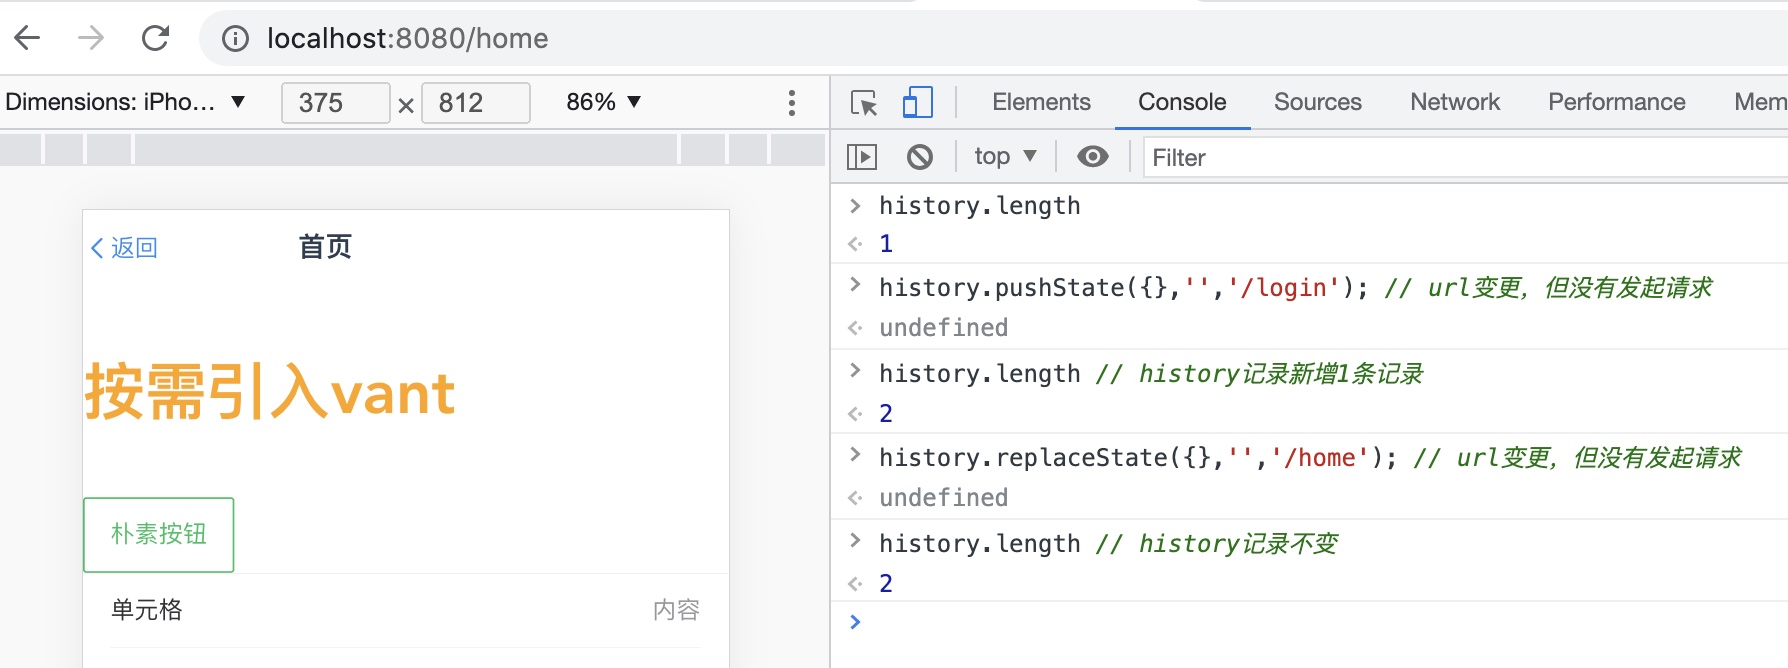 localhost:8080/home
Dimensions: iPho... ▼ 375 × 812 86% ▼
Elements Console Sources Network Performance Mem
top ▼ Filter
返回 首页
按需引入vant
朴素按钮
单元格 内容
> history.length
<· 1
> history.pushState({},'','/login'); // url变更，但没有发起请求
<· undefined
> history.length // history记录新增1条记录
<· 2
> history.replaceState({},'','/home'); // url变更，但没有发起请求
<· undefined
> history.length // history记录不变
<· 2
>